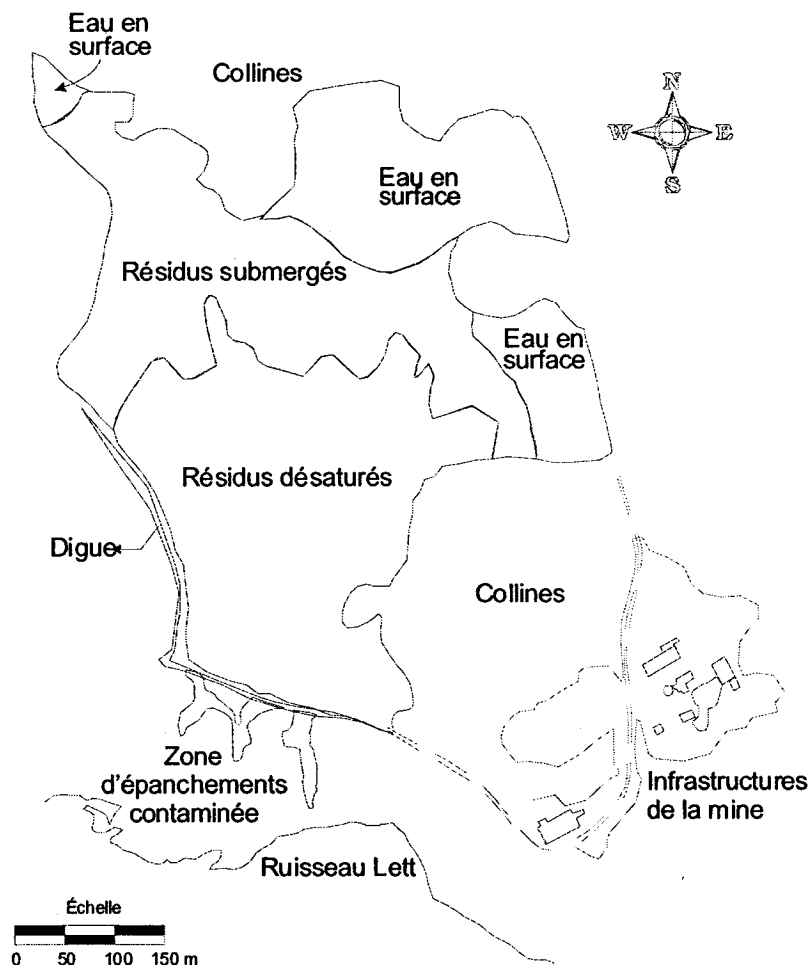 Eau en
surface
Collines
N
W E
S
Eau en
surface
Résidus submergés
Eau en
surface
Résidus désaturés
Digue
Collines
Zone
d'épanchements
contaminée
Infrastructures
de la mine
Ruisseau Lett
Échelle
0 50 100 150 m